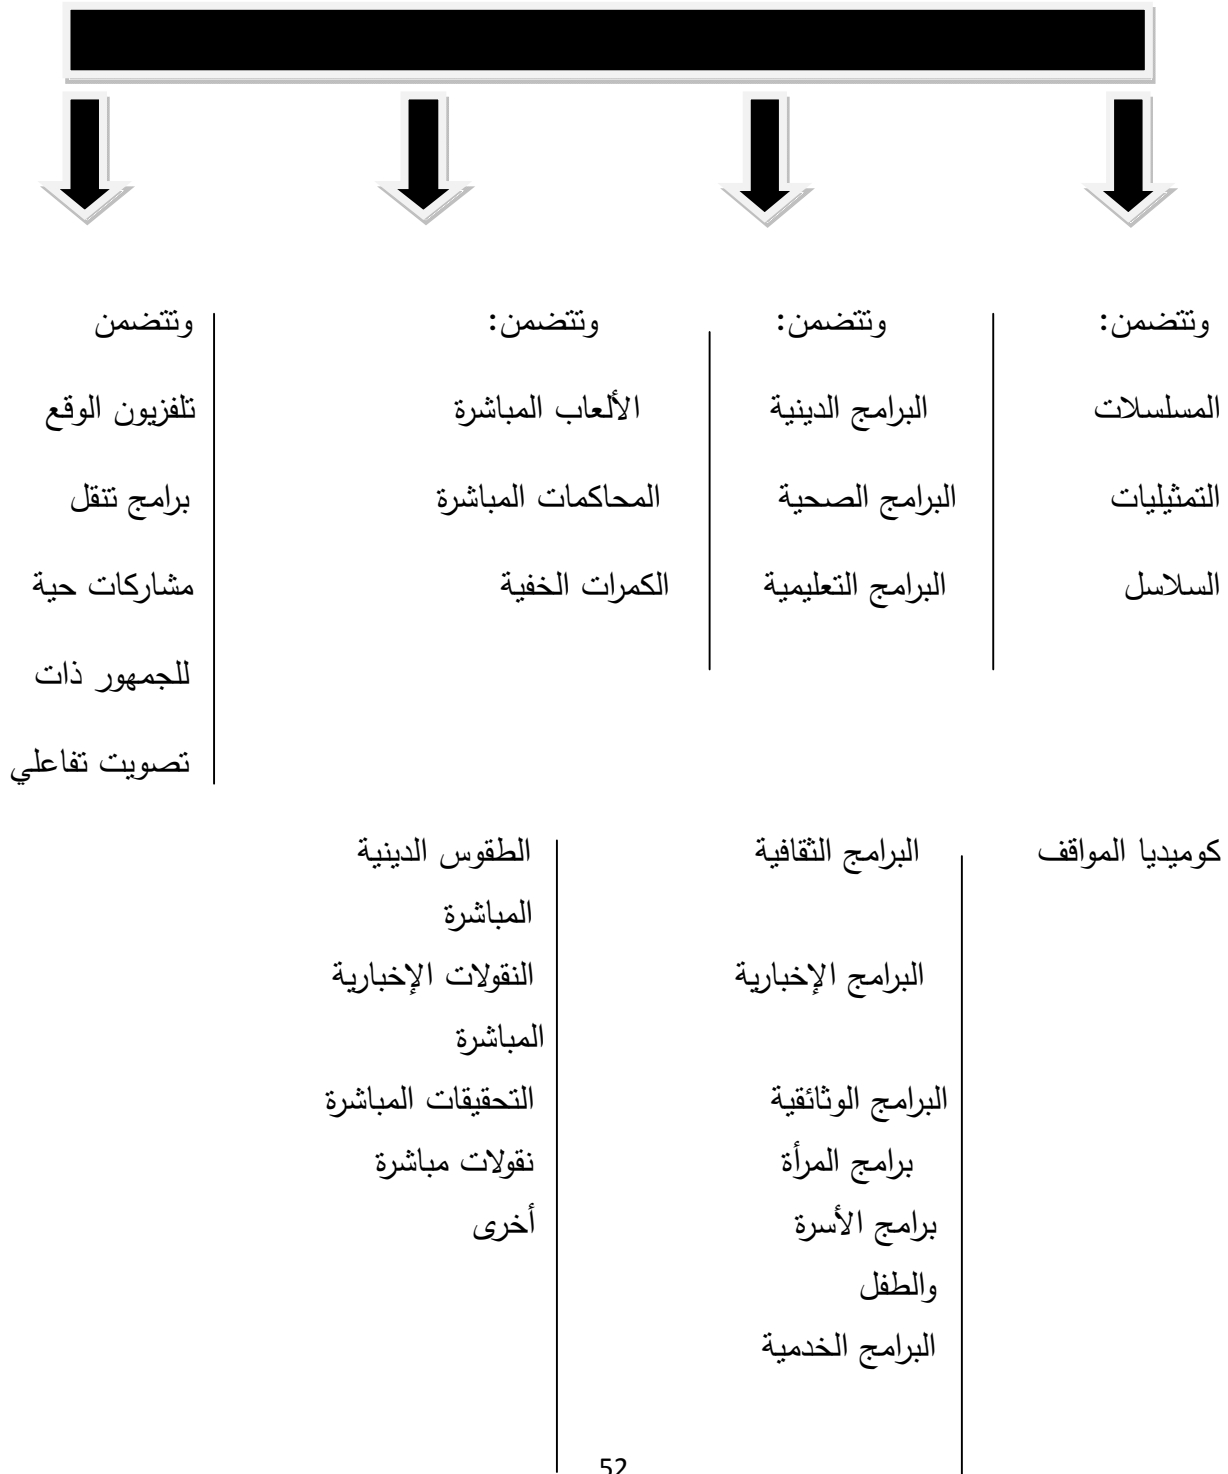 وتتضمن: وتتضمن: وتتضمن: وتتضمن
المسلسلات البرامج الدينية الألعاب المباشرة تلفزيون الوقع
التمثيليات البرامج الصحية المحاكمات المباشرة برامج تنقل
السلاسل البرامج التعليمية الكمرات الخفية مشاركات حية
للجمهور ذات
تصويت تفاعلي
كوميديا المواقف البرامج الثقافية الطقوس الدينية
المباشرة
البرامج الإخبارية النقولات الإخبارية
المباشرة
البرامج الوثائقية التحقيقات المباشرة
برامج المرأة نقولات مباشرة
برامج الأسرة أخرى
والطفل
البرامج الخدمية
52